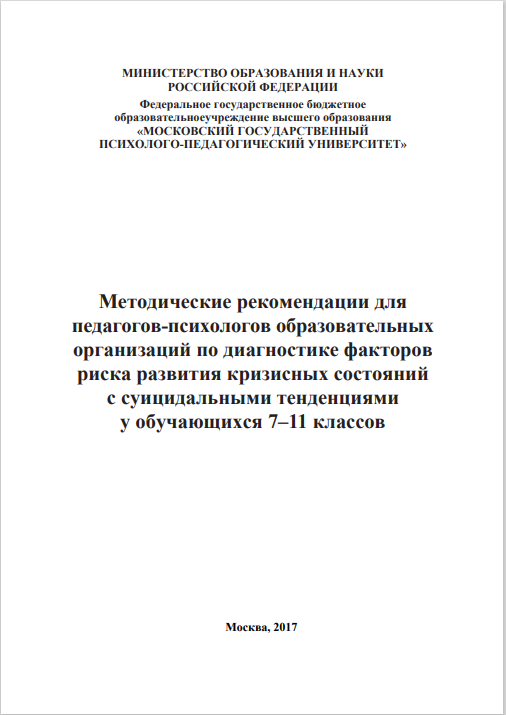 МИНИСТЕРСТВО ОБРАЗОВАНИЯ И НАУКИ
РОССИЙСКОЙ ФЕДЕРАЦИИ
Федеральное государственное бюджетное
образовательноеучреждение высшего образования
«МОСКОВСКИЙ ГОСУДАРСТВЕННЫЙ
ПСИХОЛОГО-ПЕДАГОГИЧЕСКИЙ УНИВЕРСИТЕТ»
Методические рекомендации для
педагогов-психологов образовательных
организаций по диагностике факторов
риска развития кризисных состояний
с суицидальными тенденциями
у обучающихся 7–11 классов
Москва, 2017